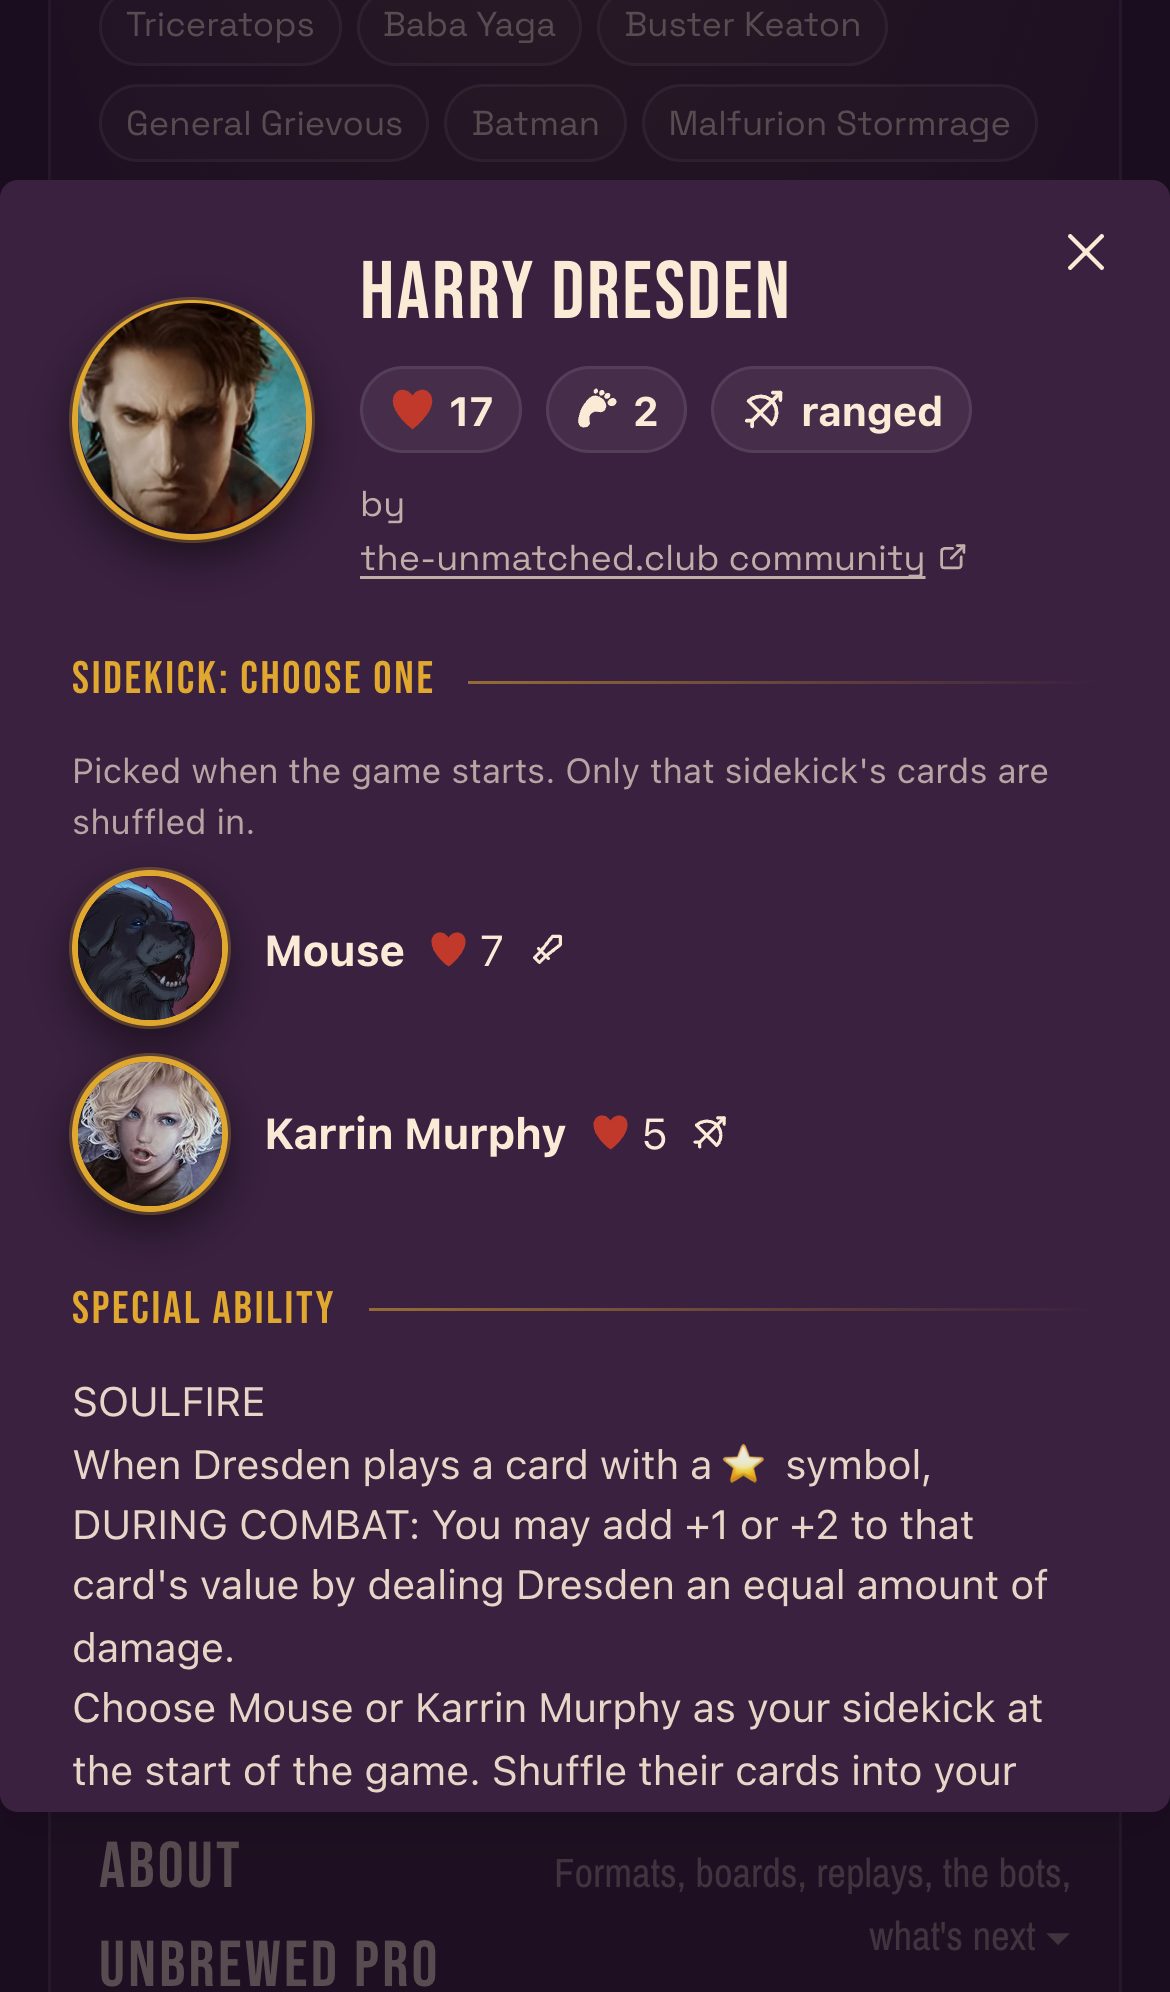 Triceratops
Baba Yaga
Buster Keaton
General Grievous
Batman
Malfurion Stormrage
HARRY DRESDEN
17
2
ranged
by
the-unmatched.club community
SIDEKICK: CHOOSE ONE
Picked when the game starts. Only that sidekick's cards are
shuffled in.
Mouse 7
Karrin Murphy 5
SPECIAL ABILITY
SOULFIRE
When Dresden plays a card with a ⭐ symbol,
DURING COMBAT: You may add +1 or +2 to that
card's value by dealing Dresden an equal amount of
damage.
Choose Mouse or Karrin Murphy as your sidekick at
the start of the game. Shuffle their cards into your
ABOUT
UNBREWED PRO
Formats, boards, replays, the bots,
what's next